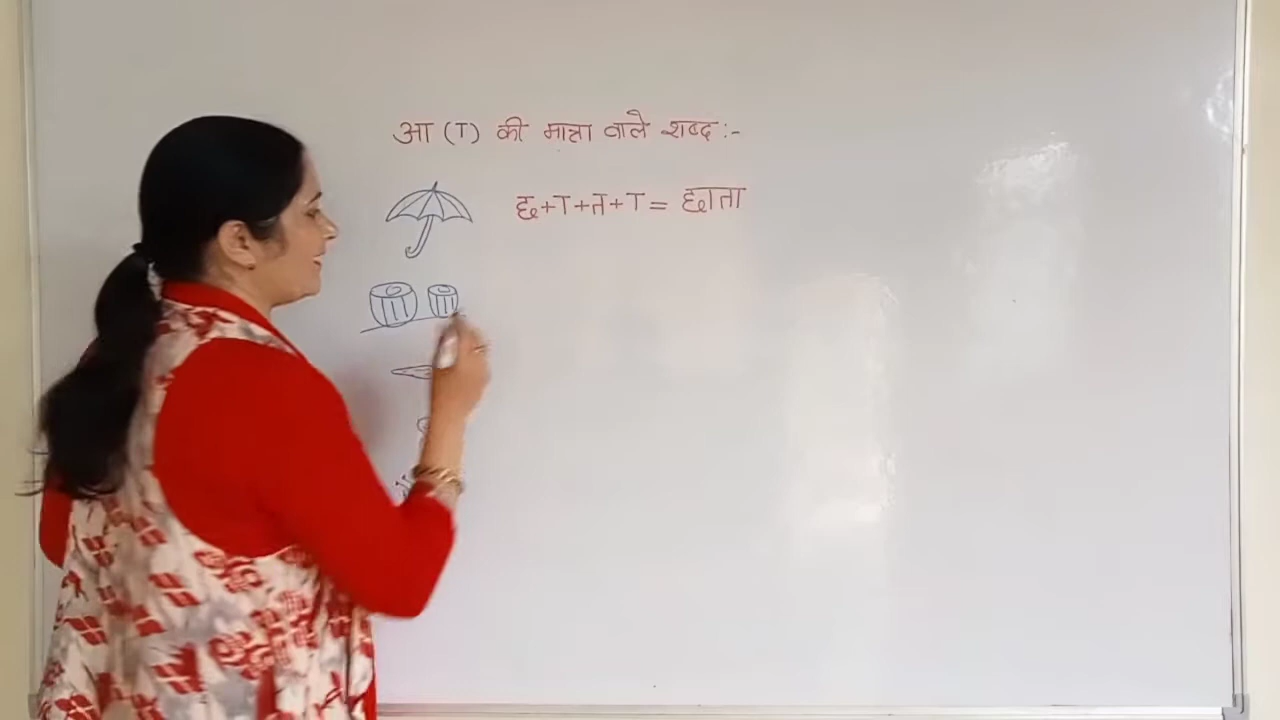 आ (ा) की मात्रा वाले शब्द :-
छ+ा+त+ा= छाता